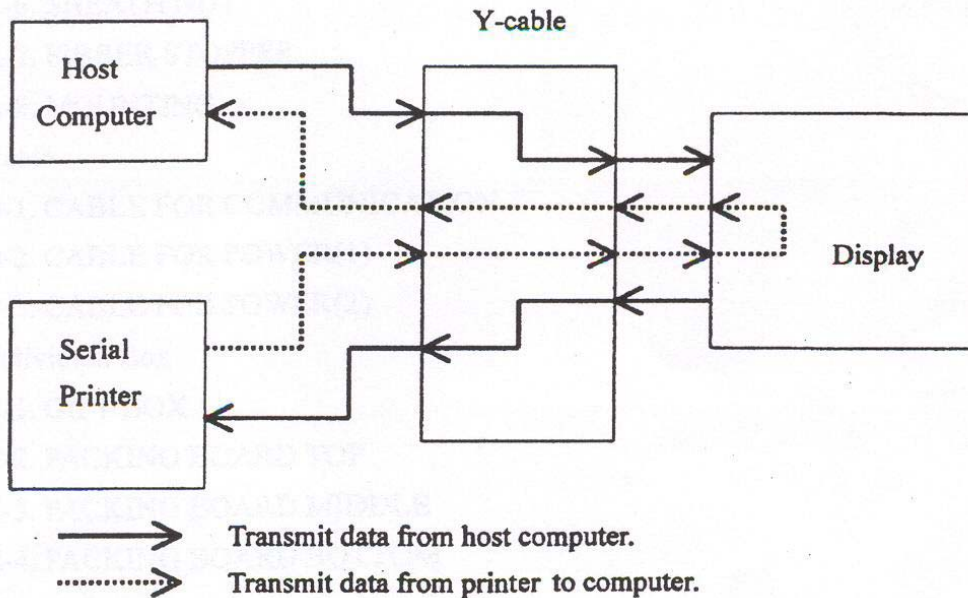 Y-cable
Host
Computer
Display
Serial
Printer
Transmit data from host computer.
Transmit data from printer to computer.